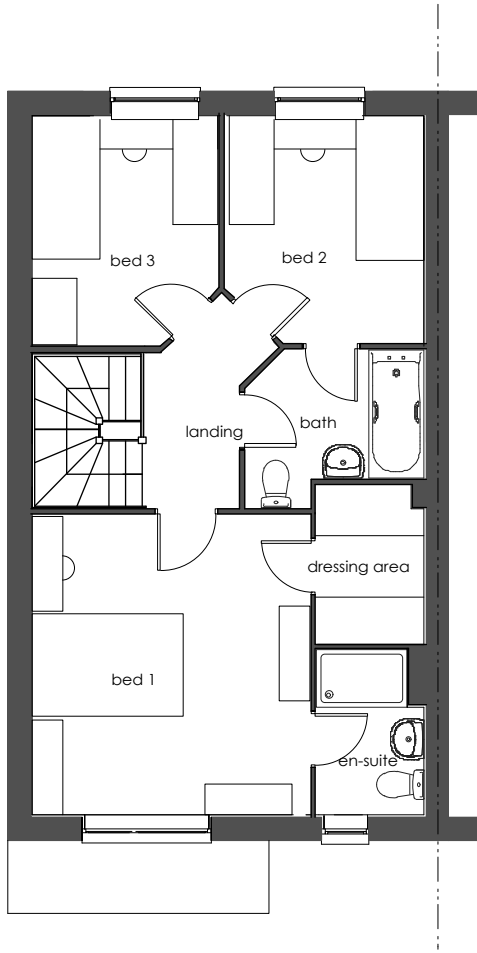 bed 3
bed 2
landing
bath
dressing area
bed 1
en-suite